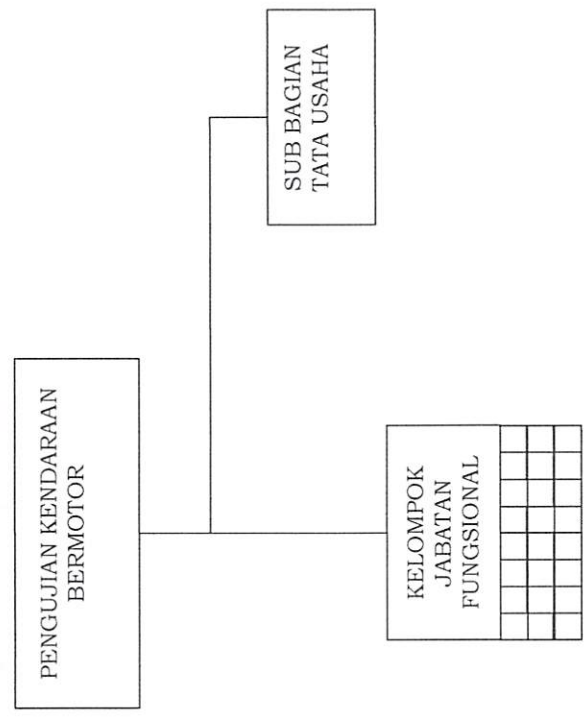 PENGUJIAN KENDARAAN
BERMOTOR
SUB BAGIAN
TATA USAHA
KELOMPOK
JABATAN
FUNGSIONAL